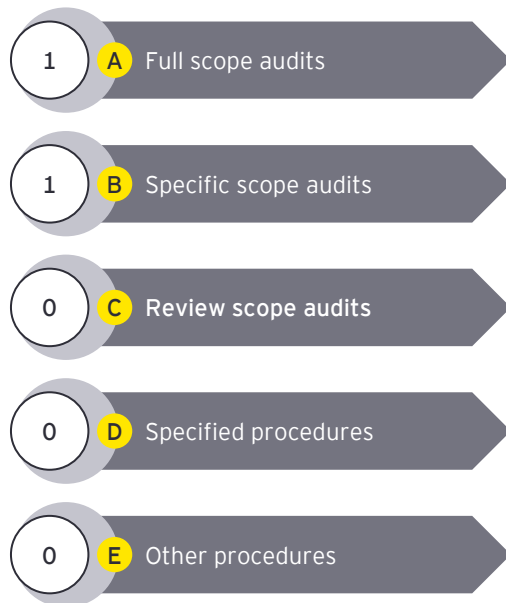 1 A Full scope audits
1 B Specific scope audits
0 C Review scope audits
0 D Specified procedures
0 E Other procedures